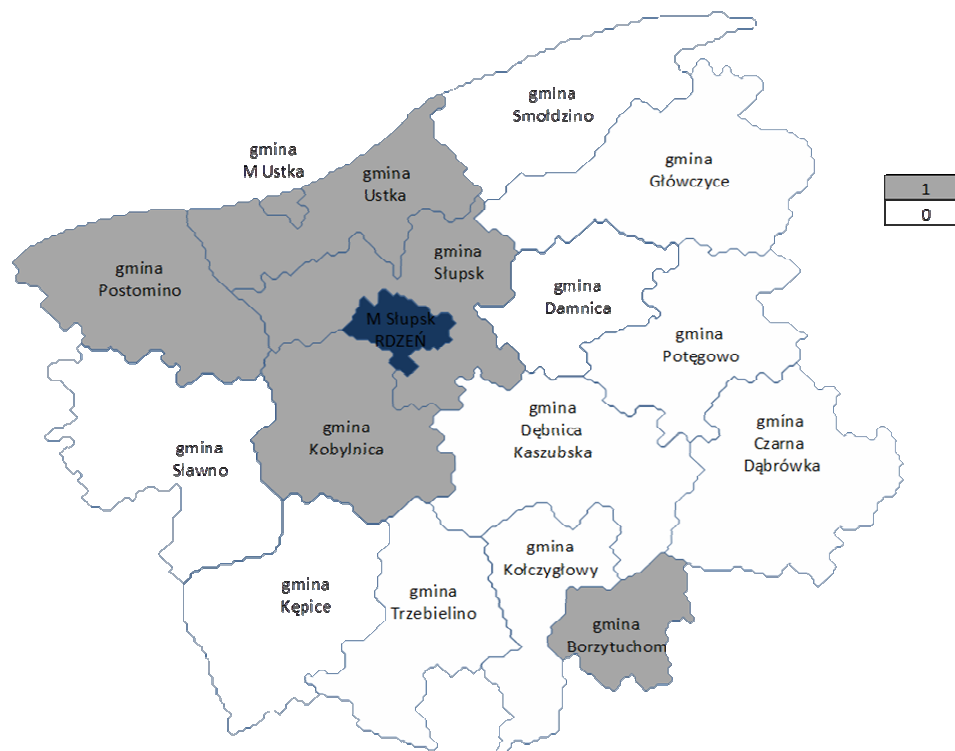 gmina
Smołdzino
gmina
Główczyce
gmina
M Ustka
gmina
Ustka
1
0
gmina
Słupsk
gmina
Postomino
gmina
Damnica
M Słupsk
RDZEŃ
gmina
Potęgowo
gmina
Dębnica
Kaszubska
gmina
Czarna
Dąbrówka
gmina
Kobylnica
gmina
Sławno
gmina
Kołczygłowy
gmina
Kępice
gmina
Trzebielino
gmina
Borzytuchom